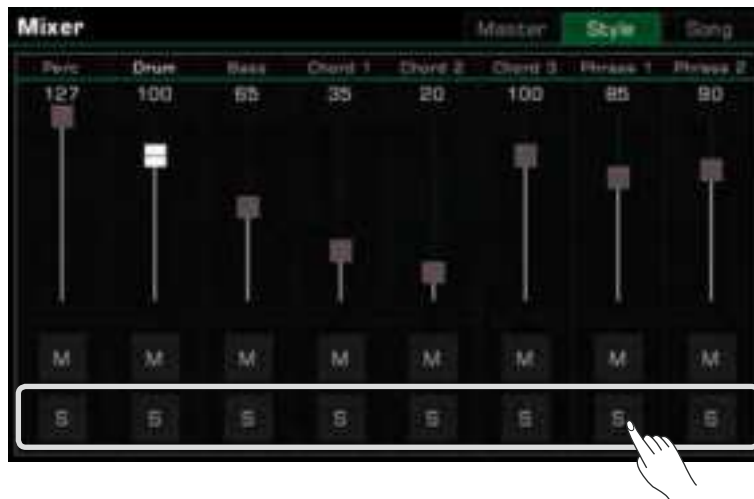 Mixer Master Style Song
Perc Drum Bass Chord 1 Chord 2 Chord 3 Phrase 1 Phrase 2
127 100 65 35 20 100 85 90
M M M M M M M M
S S S S S S S S